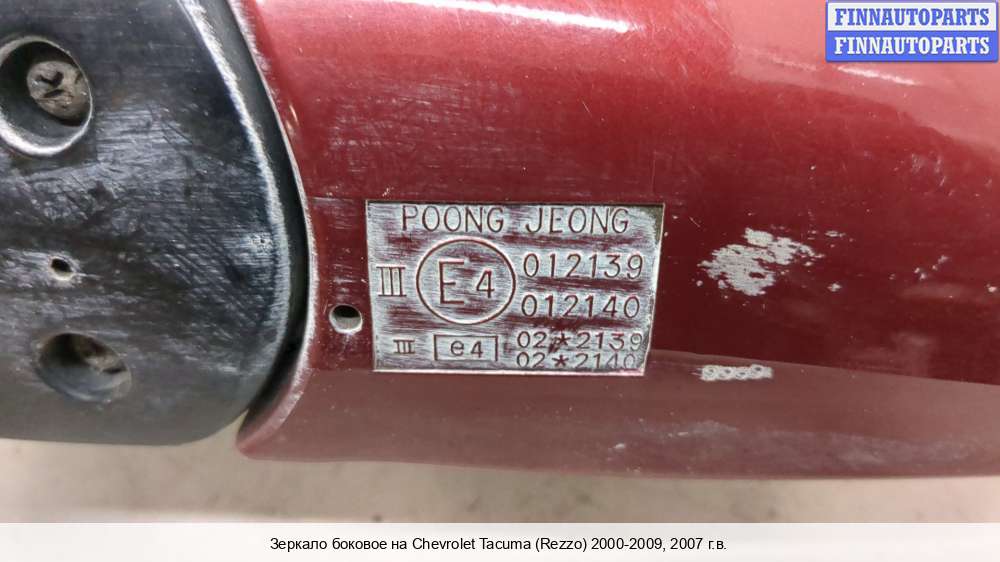 FINNAUTOPARTS
FINNAUTOPARTS
POONG JEONG
III E4 012139
012140
III e4 02*2139
02*2140
Зеркало боковое на Chevrolet Tacuma (Rezzo) 2000-2009, 2007 г.в.